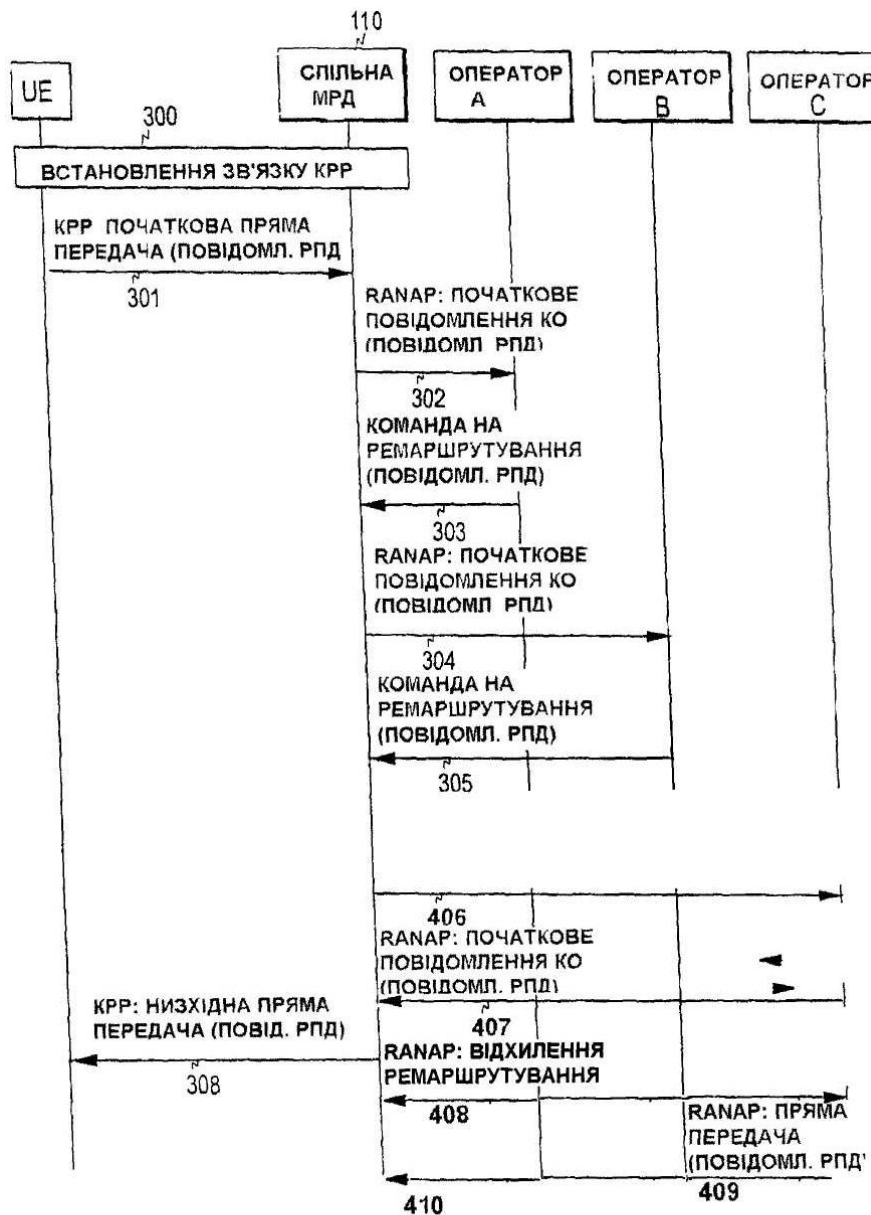 110
UE
СПІЛЬНА
МРД
ОПЕРАТОР
А
ОПЕРАТОР
В
ОПЕРАТОР
С
300
ВСТАНОВЛЕННЯ ЗВ'ЯЗКУ КРР
КРР ПОЧАТКОВА ПРЯМА
ПЕРЕДАЧА (ПОВІДОМЛ. РПД
301
RANAP: ПОЧАТКОВЕ
ПОВІДОМЛЕННЯ КО
(ПОВІДОМЛ. РПД)
302
КОМАНДА НА
РЕМАРШРУТУВАННЯ
(ПОВІДОМЛ. РПД)
303
RANAP: ПОЧАТКОВЕ
ПОВІДОМЛЕННЯ КО
(ПОВІДОМЛ РПД)
304
КОМАНДА НА
РЕМАРШРУТУВАННЯ
(ПОВІДОМЛ. РПД)
305
406
RANAP: ПОЧАТКОВЕ
ПОВІДОМЛЕННЯ КО
(ПОВІДОМЛ. РПД)
407
КРР: НИЗХІДНА ПРЯМА
ПЕРЕДАЧА (ПОВІД. РПД)
308
RANAP: ВІДХИЛЕННЯ
РЕМАРШРУТУВАННЯ
408
RANAP: ПРЯМА
ПЕРЕДАЧА
(ПОВІДОМЛ. РПД'
410
409